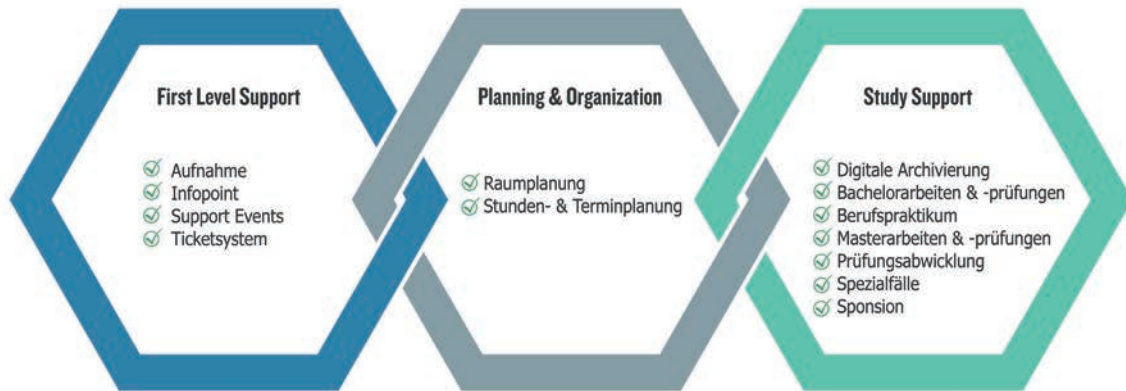 First Level Support
Aufnahme
Infopoint
Support Events
Ticketsystem
Planning & Organization
Raumplanung
Stunden- & Terminplanung
Study Support
Digitale Archivierung
Bachelorarbeiten & -prüfungen
Berufspraktikum
Masterarbeiten & -prüfungen
Prüfungsabwicklung
Spezialfälle
Sponsion